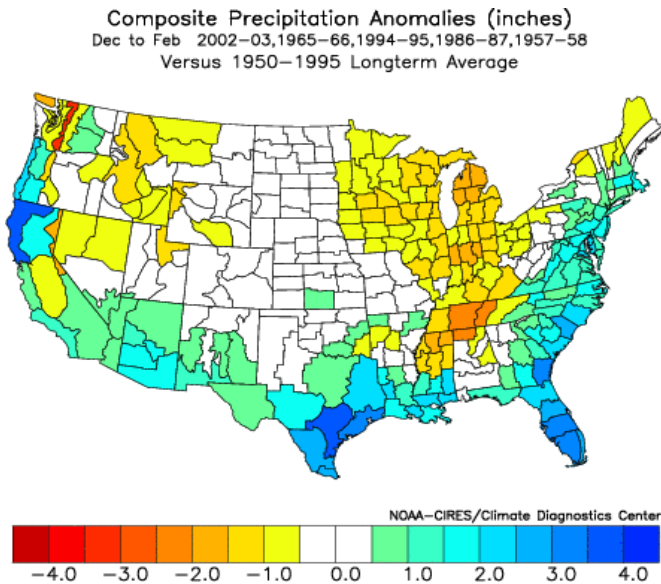 Composite Precipitation Anomalies (inches)
Dec to Feb 2002-03,1965-66,1994-95,1986-87,1957-58
Versus 1950-1995 Longterm Average
NOAA-CIRES/Climate Diagnostics Center
-4.0 -3.0 -2.0 -1.0 0.0 1.0 2.0 3.0 4.0